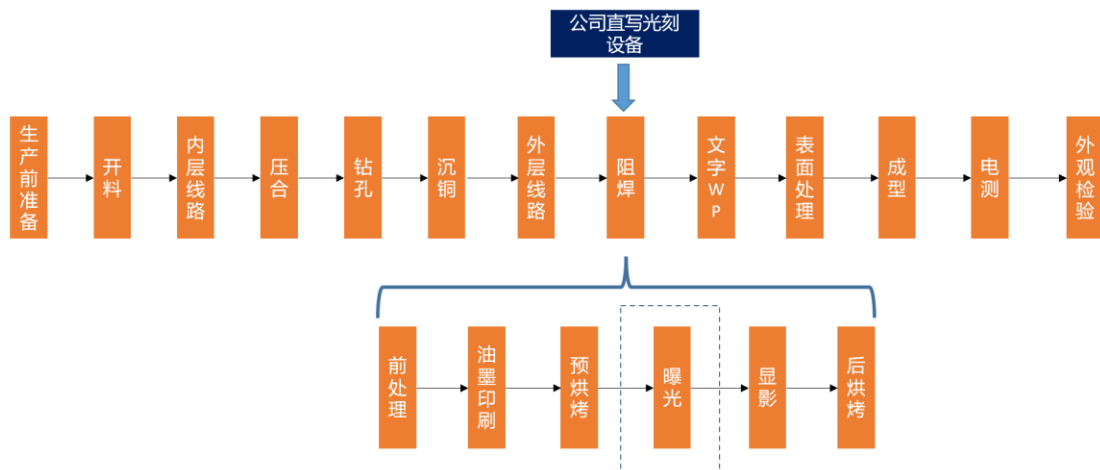 公司直写光刻
设备
生产前准备
开料
内层线路
压合
钻孔
沉铜
外层线路
阻焊
文字WP
表面处理
成型
电测
外观检验
前处理
油墨印刷
预烘烤
曝光
显影
后烘烤